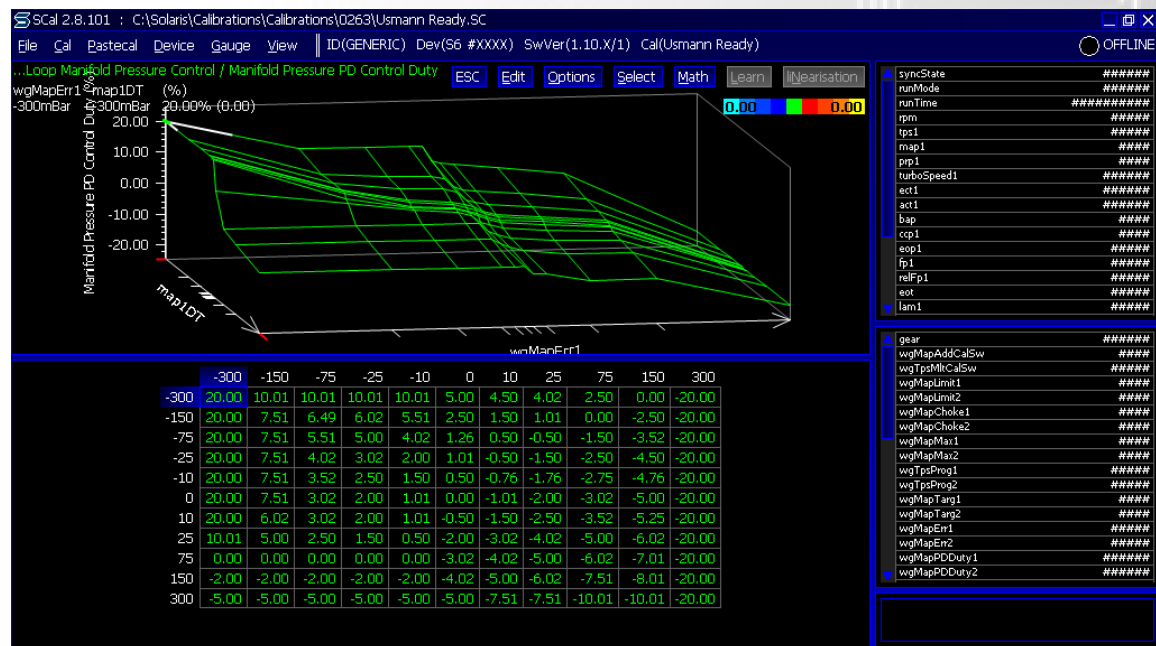 SCal 2.8.101 : C:\Solaris\Calibrations\Calibrations\0263\Usmann Ready.SC
File Cal Pastecal Device Gauge View ID(GENERIC) Dev(S6 #XXXX) SwVer(1.10.X/1) Cal(Usmann Ready) OFFLINE
...Loop Manifold Pressure Control / Manifold Pressure PD Control Duty ESC Edit Options Select Math Learn liNearisation
wgMapErr1 map1DT (%)
-300mBar -300mBar 20.00% (0.00)
0.00 0.00
Manifold Pressure PD Control Duty (%)
20.00
10.00
0.00
-10.00
-20.00
map1DT
wgMapErr1
-300 -150 -75 -25 -10 0 10 25 75 150 300
-300 20.00 10.01 10.01 10.01 10.01 5.00 4.50 4.02 2.50 0.00 -20.00
-150 20.00 7.51 6.49 6.02 5.51 2.50 1.50 1.01 0.00 -2.50 -20.00
-75 20.00 7.51 5.51 5.00 4.02 1.26 0.50 -0.50 -1.50 -3.52 -20.00
-25 20.00 7.51 4.02 3.02 2.00 1.01 -0.50 -1.50 -2.50 -4.50 -20.00
-10 20.00 7.51 3.52 2.50 1.50 0.50 -0.76 -1.76 -2.75 -4.76 -20.00
0 20.00 7.51 3.02 2.00 1.01 0.00 -1.01 -2.00 -3.02 -5.00 -20.00
10 20.00 6.02 3.02 2.00 1.01 -0.50 -1.50 -2.50 -3.52 -5.25 -20.00
25 10.01 5.00 2.50 1.50 0.50 -2.00 -3.02 -4.02 -5.00 -6.02 -20.00
75 0.00 0.00 0.00 0.00 0.00 -3.02 -4.02 -5.00 -6.02 -7.01 -20.00
150 -2.00 -2.00 -2.00 -2.00 -2.00 -4.02 -5.00 -6.02 -7.51 -8.01 -20.00
300 -5.00 -5.00 -5.00 -5.00 -5.00 -5.00 -7.51 -7.51 -10.01 -10.01 -20.00
syncState ######
runMode ######
runTime ##########
rpm #####
tps1 #####
map1 ####
prp1 ####
turboSpeed1 ######
ect1 ######
act1 ######
bap ####
ccp1 ####
eop1 #####
fp1 #####
relFp1 #####
eot #####
lam1 #####
gear ######
wgMapAddCalSw ####
wgTpsMltCalSw ####
wgMapLimit1 ####
wgMapLimit2 ####
wgMapChoke1 ####
wgMapChoke2 ####
wgMapMax1 ####
wgMapMax2 ####
wgTpsProg1 #####
wgTpsProg2 #####
wgMapTarg1 ####
wgMapTarg2 ####
wgMapErr1 #####
wgMapErr2 #####
wgMapPDDuty1 ######
wgMapPDDuty2 ######